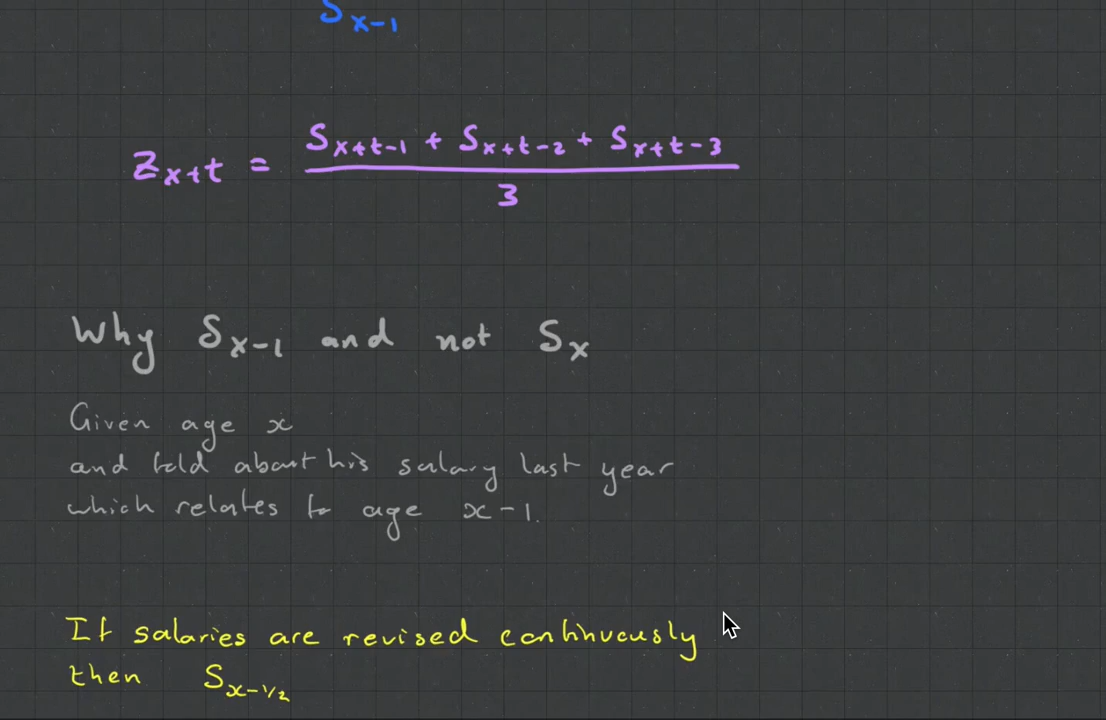 S_{x-1}
Z_{x+t} = \frac{S_{x+t-1} + S_{x+t-2} + S_{x+t-3}}{3}
Why S_{x-1} and not S_x
Given age x
and told about his salary last year
which relates to age x-1.
If salaries are revised continuously
then S_{x-1/2}